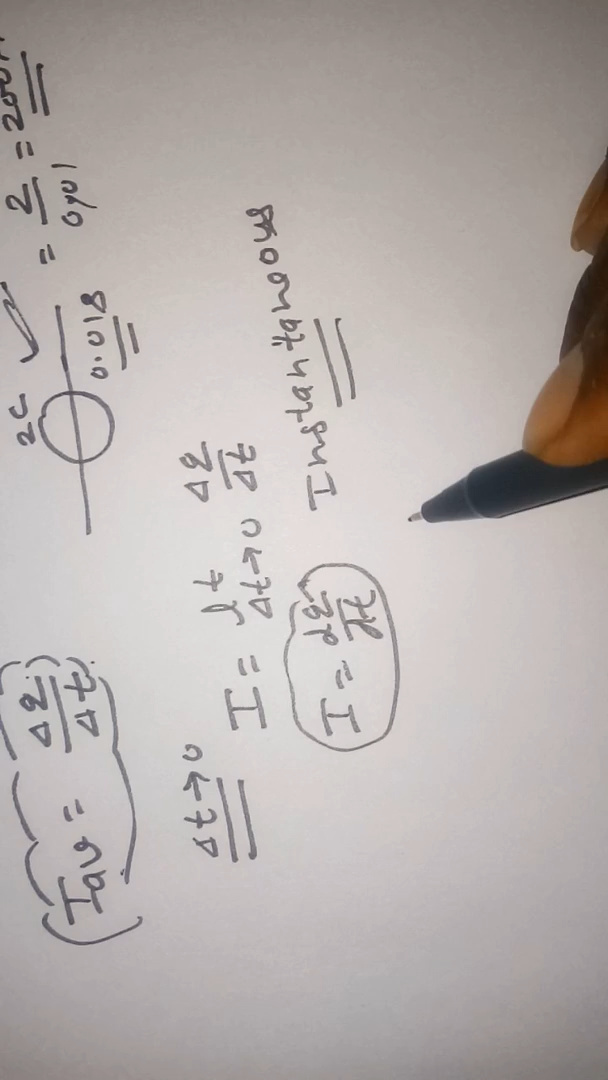 I_av = Δq/Δt
2C
0.01s
= 2/0.01 = 200
Δt→0
I = lt Δt→0 Δq/Δt
I = dq/dt Instantaneous